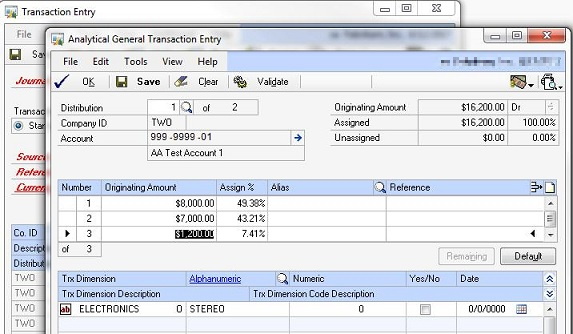 Transaction Entry
File
Analytical General Transaction Entry
File Edit Tools View Help
OK Save Clear Validate
Sav
Journa
Transac
Star
Source
Refere
Curren
Co. ID
Descript
Distribut
TWO
TWO
TWO
TWO
Distribution 1 of 2
Company ID TWO
Account 999 -9999 -01
AA Test Account 1
Originating Amount $16,200.00 Dr
Assigned $16,200.00 100.00%
Unassigned $0.00 0.00%
Number Originating Amount Assign % Alias Reference
1 $8,000.00 49.38%
2 $7,000.00 43.21%
3 $1,200.00 7.41%
of 3
Remaining Default
Trx Dimension Alphanumeric Numeric Yes/No Date
Trx Dimension Description Trx Dimension Code Description
ab ELECTRONICS 0 STEREO 0 0/0/0000